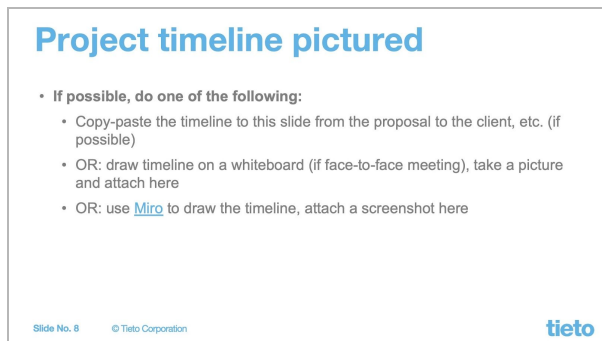 Project timeline pictured
• If possible, do one of the following:
• Copy-paste the timeline to this slide from the proposal to the client, etc. (if
possible)
• OR: draw timeline on a whiteboard (if face-to-face meeting), take a picture
and attach here
• OR: use Miro to draw the timeline, attach a screenshot here
Slide No. 8 © Tieto Corporation
tieto